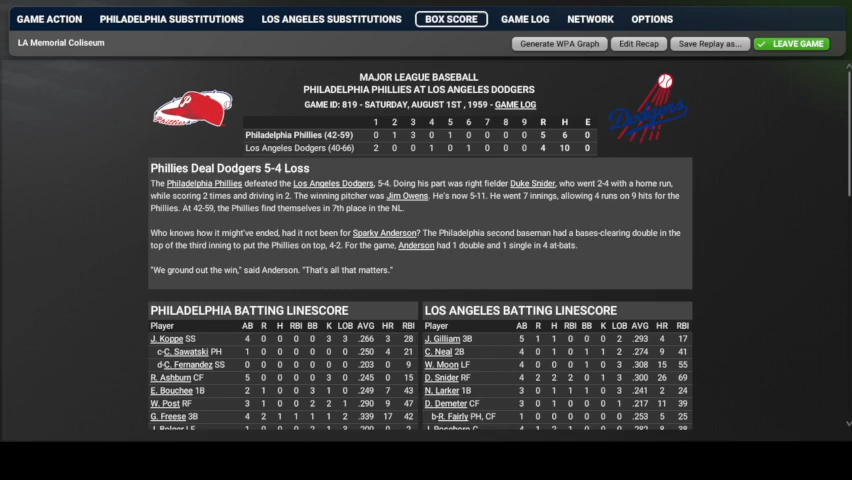 GAME ACTION PHILADELPHIA SUBSTITUTIONS LOS ANGELES SUBSTITUTIONS BOX SCORE GAME LOG NETWORK OPTIONS
LA Memorial Coliseum Generate WPA Graph Edit Recap Save Replay as... LEAVE GAME
MAJOR LEAGUE BASEBALL
PHILADELPHIA PHILLIES AT LOS ANGELES DODGERS
GAME ID: 819 - SATURDAY, AUGUST 1ST , 1959 - GAME LOG
Phillies
Dodgers
1 2 3 4 5 6 7 8 9 R H E
Philadelphia Phillies (42-59) 0 1 3 0 1 0 0 0 0 5 6 0
Los Angeles Dodgers (40-66) 2 0 0 1 0 1 0 0 0 4 10 0
Phillies Deal Dodgers 5-4 Loss
The Philadelphia Phillies defeated the Los Angeles Dodgers, 5-4. Doing his part was right fielder Duke Snider, who went 2-4 with a home run,
while scoring 2 times and driving in 2. The winning pitcher was Jim Owens. He's now 5-11. He went 7 innings, allowing 4 runs on 9 hits for the
Phillies. At 42-59, the Phillies find themselves in 7th place in the NL.
Who knows how it might've ended, had it not been for Sparky Anderson? The Philadelphia second baseman had a bases-clearing double in the
top of the third inning to put the Phillies on top, 4-2. For the game, Anderson had 1 double and 1 single in 4 at-bats.
"We ground out the win," said Anderson. "That's all that matters."
PHILADELPHIA BATTING LINESCORE
Player AB R H RBI BB K LOB AVG HR RBI
J. Koppe SS 4 0 0 0 0 3 3 .266 3 28
c-C. Sawatski PH 1 0 0 0 0 0 0 .250 4 21
d-C. Fernandez SS 0 0 0 0 0 0 0 .203 0 9
R. Ashburn CF 5 0 0 0 0 3 0 .245 0 15
E. Bouchee 1B 2 1 0 0 3 1 0 .249 7 43
W. Post RF 3 1 0 0 2 2 1 .290 9 47
G. Freese 3B 4 2 1 1 1 1 2 .339 17 42
LOS ANGELES BATTING LINESCORE
Player AB R H RBI BB K LOB AVG HR RBI
J. Gilliam 3B 5 1 1 0 0 0 2 .293 4 17
C. Neal 2B 4 0 1 0 1 1 2 .274 9 41
W. Moon LF 4 0 0 0 0 0 3 .308 15 55
D. Snider RF 4 2 2 2 0 1 3 .300 26 69
N. Larker 1B 3 0 1 1 1 0 3 .241 2 24
D. Demeter CF 3 0 1 0 0 0 1 .217 11 39
b-R. Fairly PH, CF 1 0 0 0 0 0 0 .253 5 25